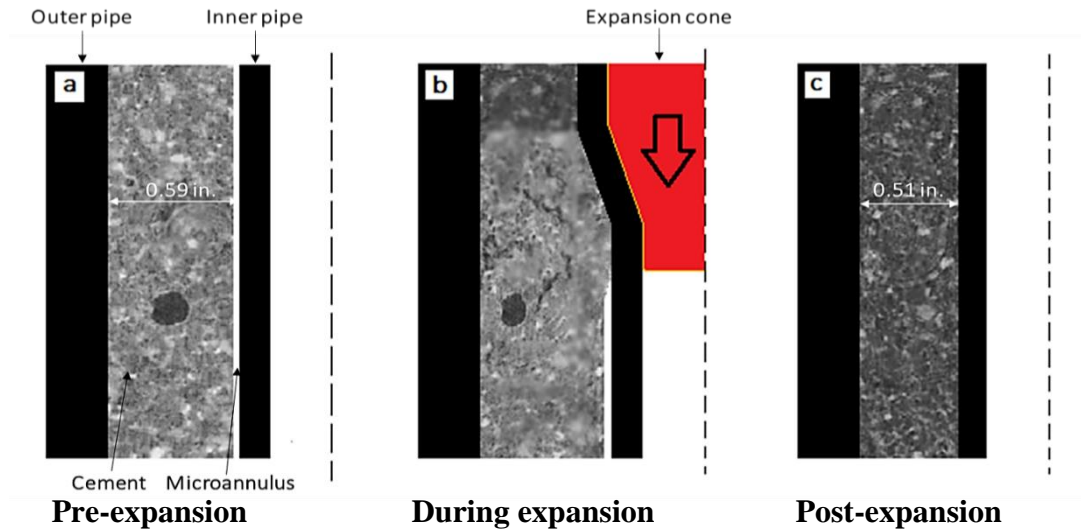 Outer pipe
Inner pipe
Expansion cone
a
b
c
0.59 in.
0.51 in.
Cement
Microannulus
Pre-expansion
During expansion
Post-expansion